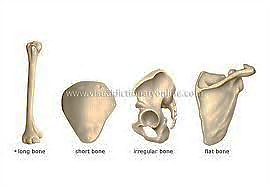 www.visualdictionaryonline.com
• long bone
short bone
irregular bone
flat bone